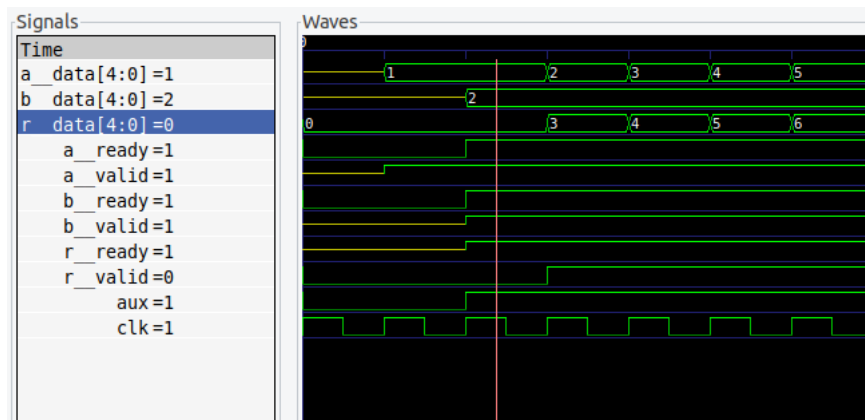 Signals
Waves
Time
0
a__data[4:0]=1
1 2 3 4 5
b__data[4:0]=2
2
r__data[4:0]=0
0 3 4 5 6
a__ready=1
a__valid=1
b__ready=1
b__valid=1
r__ready=1
r__valid=0
aux=1
clk=1